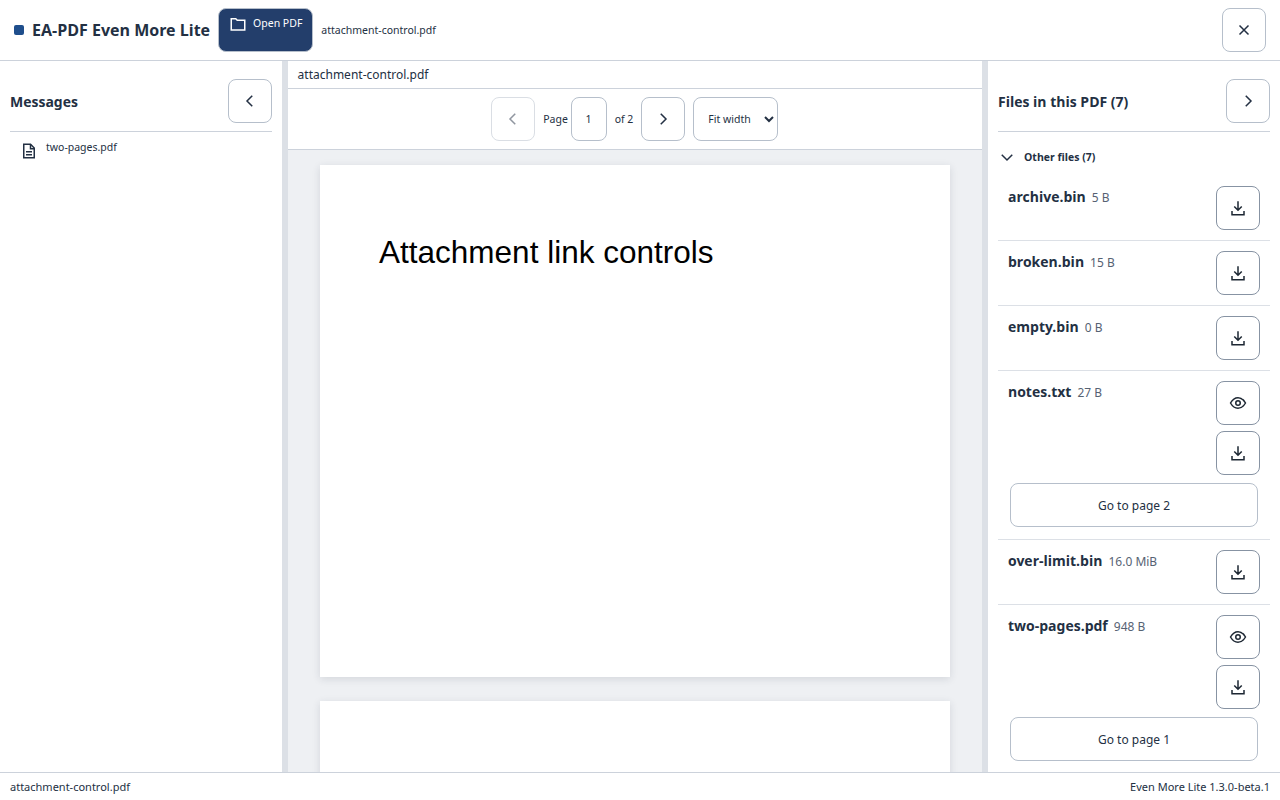 EA-PDF Even More Lite
Open PDF
attachment-control.pdf
Messages
two-pages.pdf
attachment-control.pdf
Page 1 of 2
Fit width
Attachment link controls
Files in this PDF (7)
Other files (7)
archive.bin 5 B
broken.bin 15 B
empty.bin 0 B
notes.txt 27 B
Go to page 2
over-limit.bin 16.0 MiB
two-pages.pdf 948 B
Go to page 1
attachment-control.pdf
Even More Lite 1.3.0-beta.1